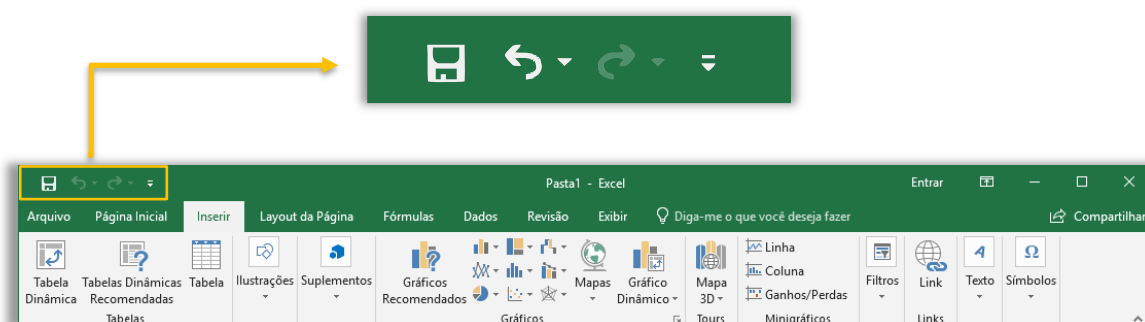 Pasta1 - Excel
Entrar
Arquivo Página Inicial Inserir Layout da Página Fórmulas Dados Revisão Exibir Diga-me o que você deseja fazer Compartilhar
Tabela Dinâmica
Tabelas Dinâmicas Recomendadas
Tabela
Ilustrações
Suplementos
Gráficos Recomendados
Mapas
Gráfico Dinâmico
Mapa 3D
Linha
Coluna
Ganhos/Perdas
Filtros
Link
Texto
Símbolos
Tabelas
Gráficos
Tours
Minigráficos
Links